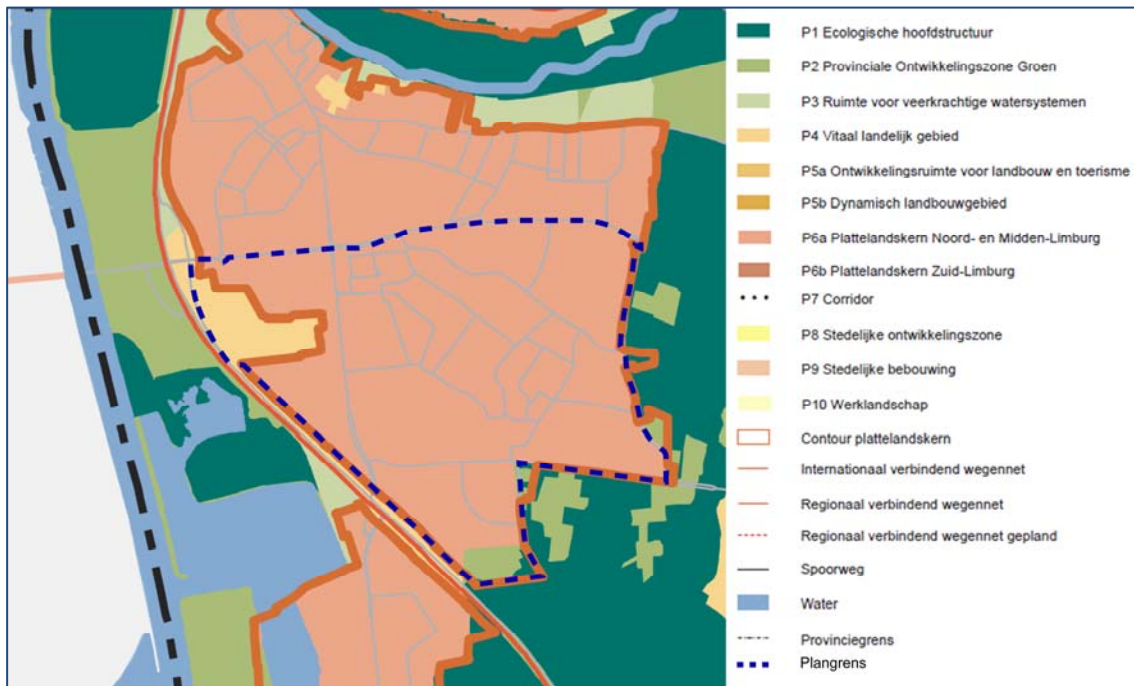 P1 Ecologische hoofdstructuur
P2 Provinciale Ontwikkelingszone Groen
P3 Ruimte voor veerkrachtige watersystemen
P4 Vitaal landelijk gebied
P5a Ontwikkelingsruimte voor landbouw en toerisme
P5b Dynamisch landbouwgebied
P6a Plattelandskern Noord- en Midden-Limburg
P6b Plattelandskern Zuid-Limburg
P7 Corridor
P8 Stedelijke ontwikkelingszone
P9 Stedelijke bebouwing
P10 Werklandschap
Contour plattelandskern
Internationaal verbindend wegennet
Regionaal verbindend wegennet
Regionaal verbindend wegennet gepland
Spoorweg
Water
Provinciegrens
Plangrens